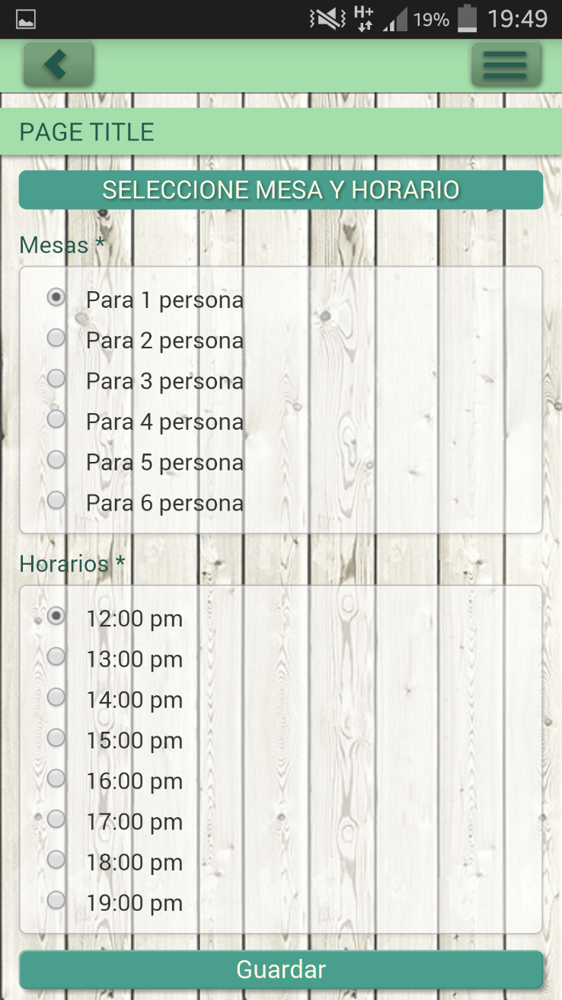 H+ 19% 19:49
PAGE TITLE
SELECCIONE MESA Y HORARIO
Mesas *
Para 1 persona
Para 2 persona
Para 3 persona
Para 4 persona
Para 5 persona
Para 6 persona
Horarios *
12:00 pm
13:00 pm
14:00 pm
15:00 pm
16:00 pm
17:00 pm
18:00 pm
19:00 pm
Guardar